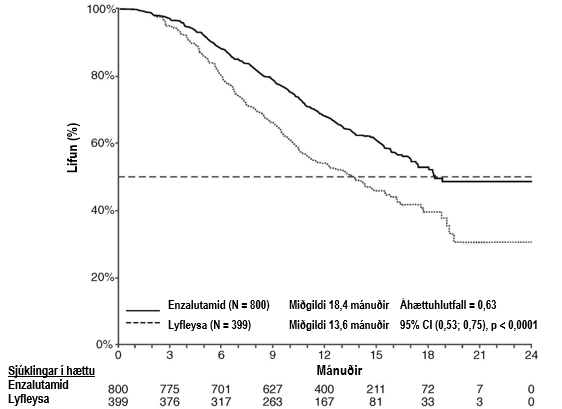 100%
80%
60%
40%
20%
0%
Lifun (%)
Enzalutamid (N = 800) Miðgildi 18,4 mánuðir Áhættuhlutfall = 0,63
Lyfleysa (N = 399) Miðgildi 13,6 mánuðir 95% CI (0,53; 0,75), p < 0,0001
0 3 6 9 12 15 18 21 24
Mánuðir
Sjúklingar í hættu
Enzalutamid 800 775 701 627 400 211 72 7 0
Lyfleysa 399 376 317 263 167 81 33 3 0